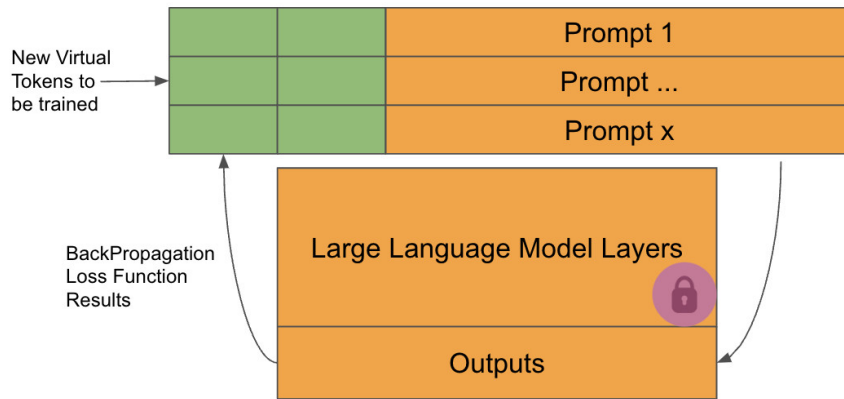 Prompt 1
New Virtual
Tokens to
be trained
Prompt ...
Prompt x
BackPropagation
Loss Function
Results
Large Language Model Layers
Outputs